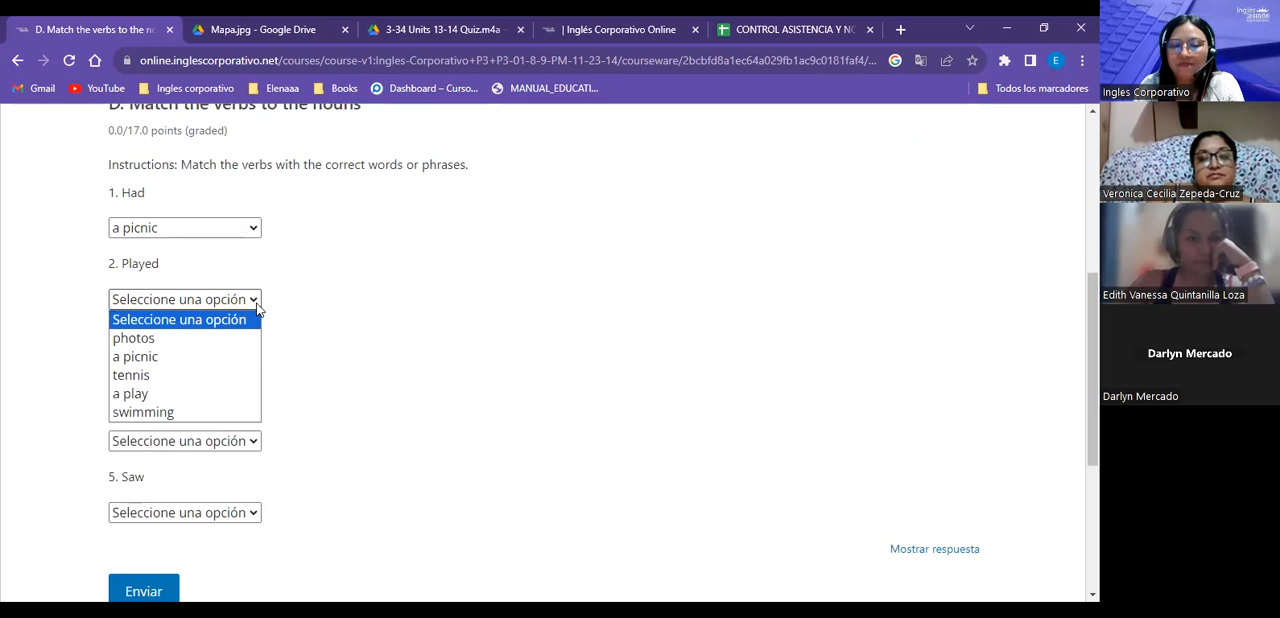 D. Match the verbs to the no
Mapa.jpg - Google Drive
3-34 Units 13-14 Quiz.m4a -
| Inglés Corporativo Online
CONTROL ASISTENCIA Y NO
online.inglescorporativo.net/courses/course-v1:Ingles-Corporativo+P3+P3-01-8-9-PM-11-23-14/courseware/2bcbfd8a1ec64a029fb1ac9c0181faf4/...
E
Gmail
YouTube
Ingles corporativo
Elenaaa
Books
Dashboard – Curso...
MANUAL_EDUCATI...
Todos los marcadores
D. Match the verbs to the nouns
0.0/17.0 points (graded)
Instructions: Match the verbs with the correct words or phrases.
1. Had
a picnic
2. Played
Seleccione una opción
Seleccione una opción
photos
a picnic
tennis
a play
swimming
Seleccione una opción
5. Saw
Seleccione una opción
Mostrar respuesta
Enviar
Ingles Corporativo
Veronica Cecilia Zepeda-Cruz
Edith Vanessa Quintanilla Loza
Darlyn Mercado
Darlyn Mercado